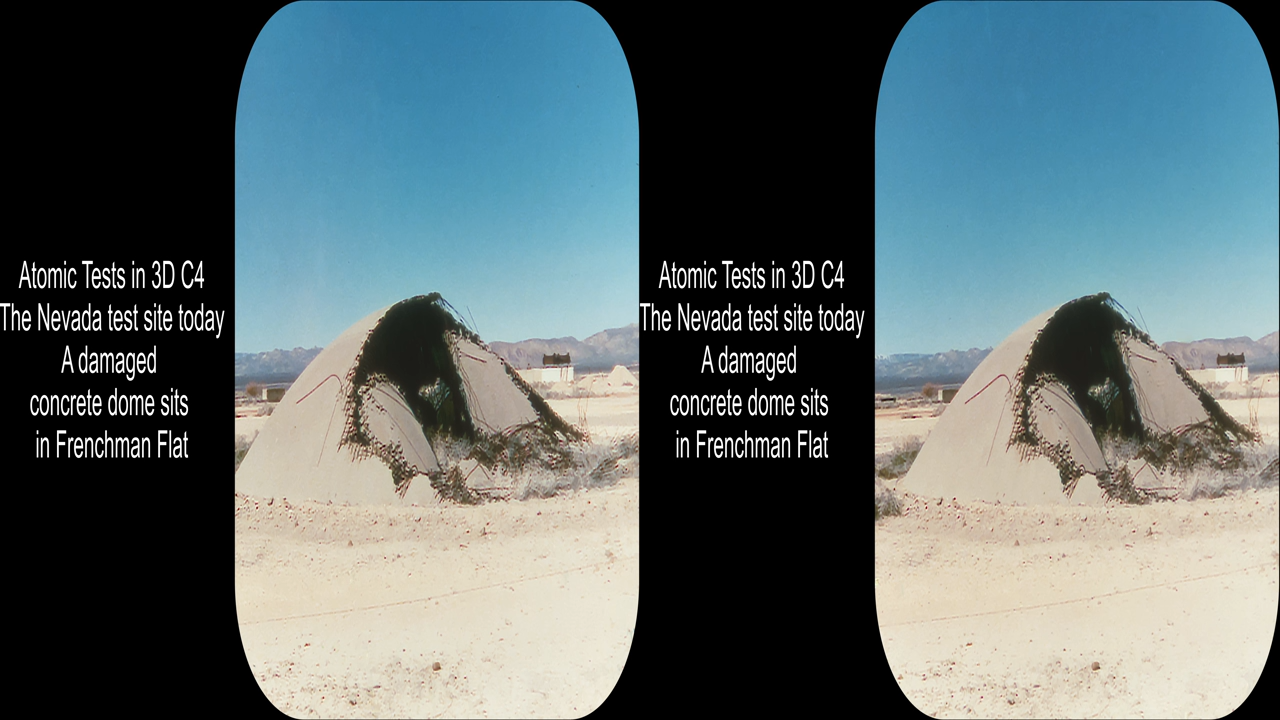 Atomic Tests in 3D C4
The Nevada test site today
A damaged
concrete dome sits
in Frenchman Flat
Atomic Tests in 3D C4
The Nevada test site today
A damaged
concrete dome sits
in Frenchman Flat